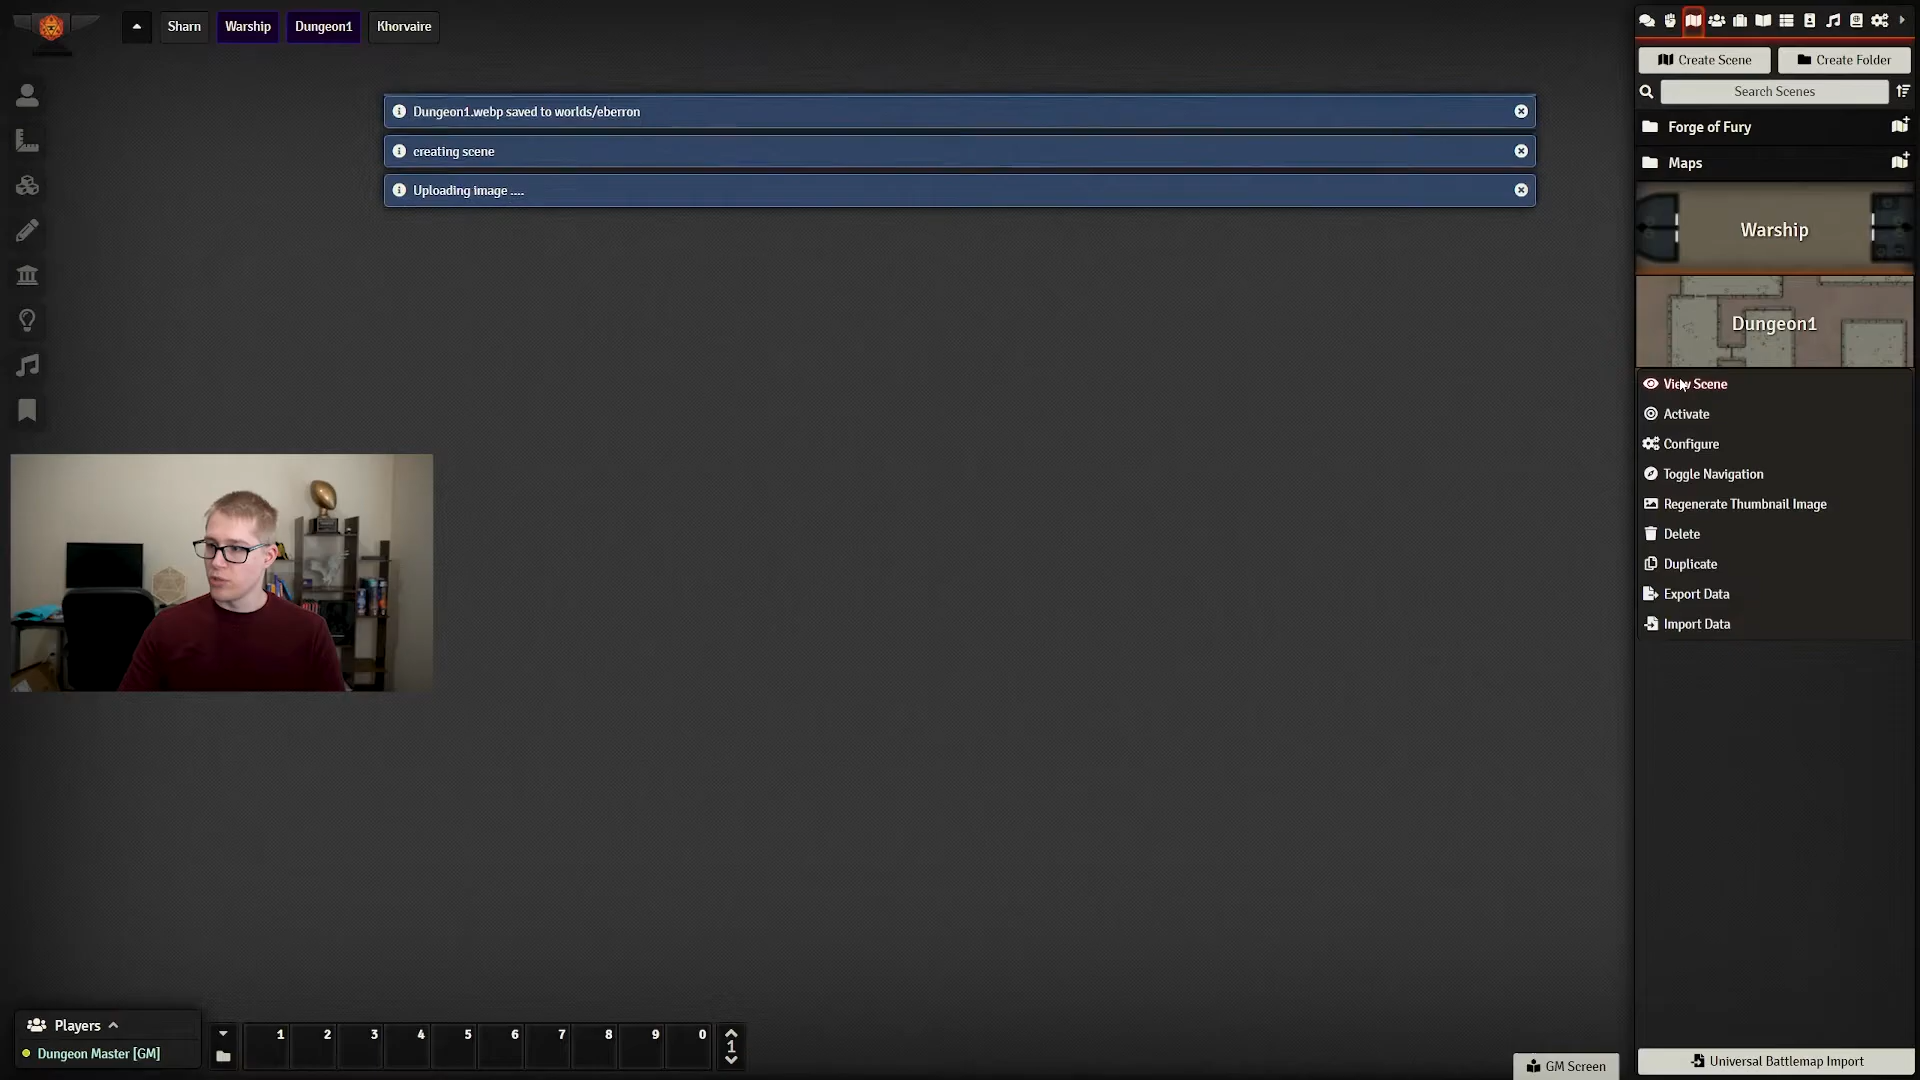 Sharn
Warship
Dungeon1
Khorvaire
Dungeon1.webp saved to worlds/eberron
creating scene
Uploading image ....
Create Scene
Create Folder
Search Scenes
Forge of Fury
Maps
Warship
Dungeon1
View Scene
Activate
Configure
Toggle Navigation
Regenerate Thumbnail Image
Delete
Duplicate
Export Data
Import Data
Players
Dungeon Master [GM]
1 2 3 4 5 6 7 8 9 0
1
GM Screen
Universal Battlemap Import